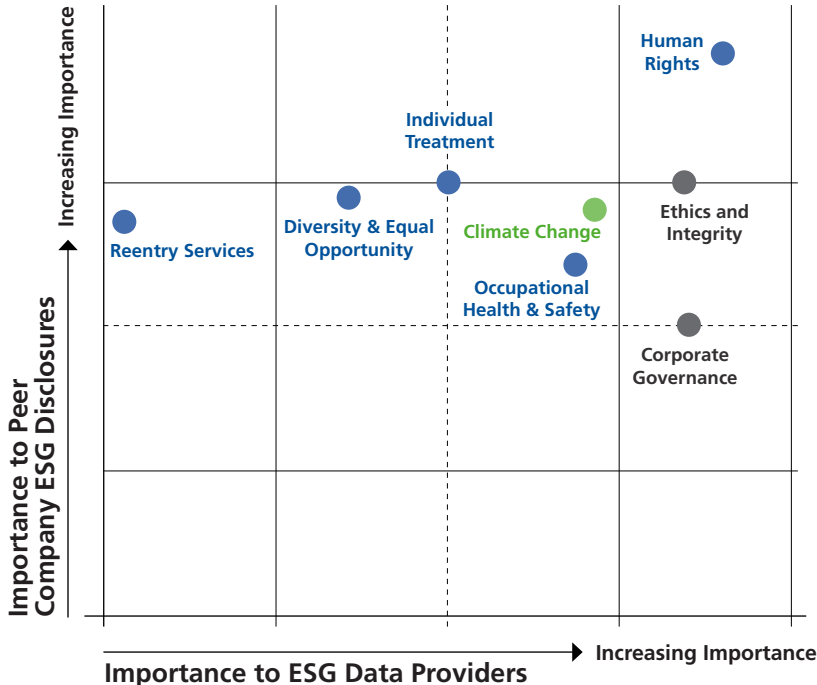 Increasing Importance
Importance to Peer
Company ESG Disclosures
Human
Rights
Individual
Treatment
Ethics and
Integrity
Diversity & Equal
Opportunity
Climate Change
Reentry Services
Occupational
Health & Safety
Corporate
Governance
Increasing Importance
Importance to ESG Data Providers